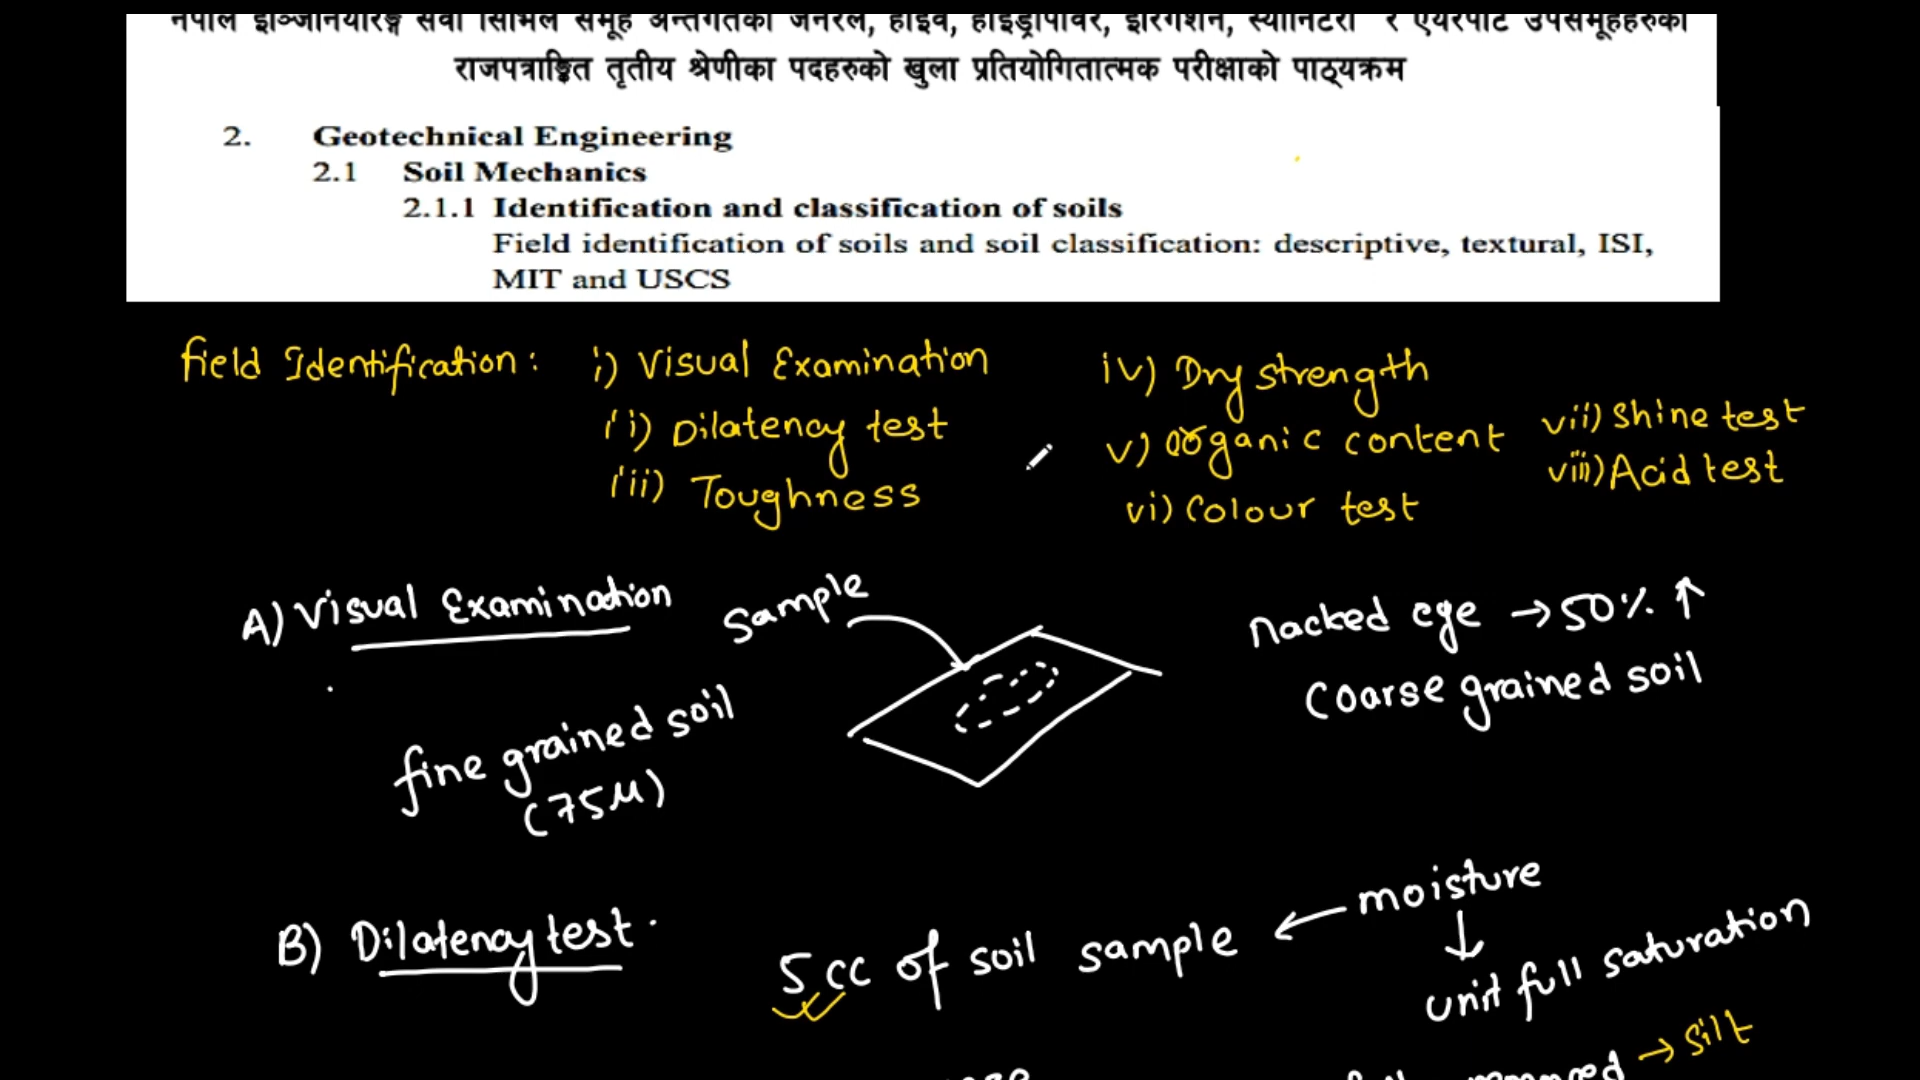 नेपाल इञ्जिनियरिङ्ग सेवा सिभिल समूह अन्तर्गतका जनरल, हाइवे, हाइड्रोपावर, इरिगेशन, स्यानिटरी र एयरपोर्ट उपसमूहहरुका
राजपत्राङ्कित तृतीय श्रेणीका पदहरुको खुला प्रतियोगितात्मक परीक्षाको पाठ्यक्रम
2. Geotechnical Engineering
2.1 Soil Mechanics
2.1.1 Identification and classification of soils
Field identification of soils and soil classification: descriptive, textural, ISI,
MIT and USCS
Field Identification: i) Visual Examination
ii) Dilatency test
iii) Toughness
iv) Dry strength
v) organic content
vi) Colour test
vii) Shine test
viii) Acid test
A) Visual Examination
Sample
Nacked eye → 50% ↑
Coarse grained soil
fine grained soil
(75μ)
B) Dilatency test.
5 cc of soil sample ← moisture
↓
unit full saturation
→ Silt